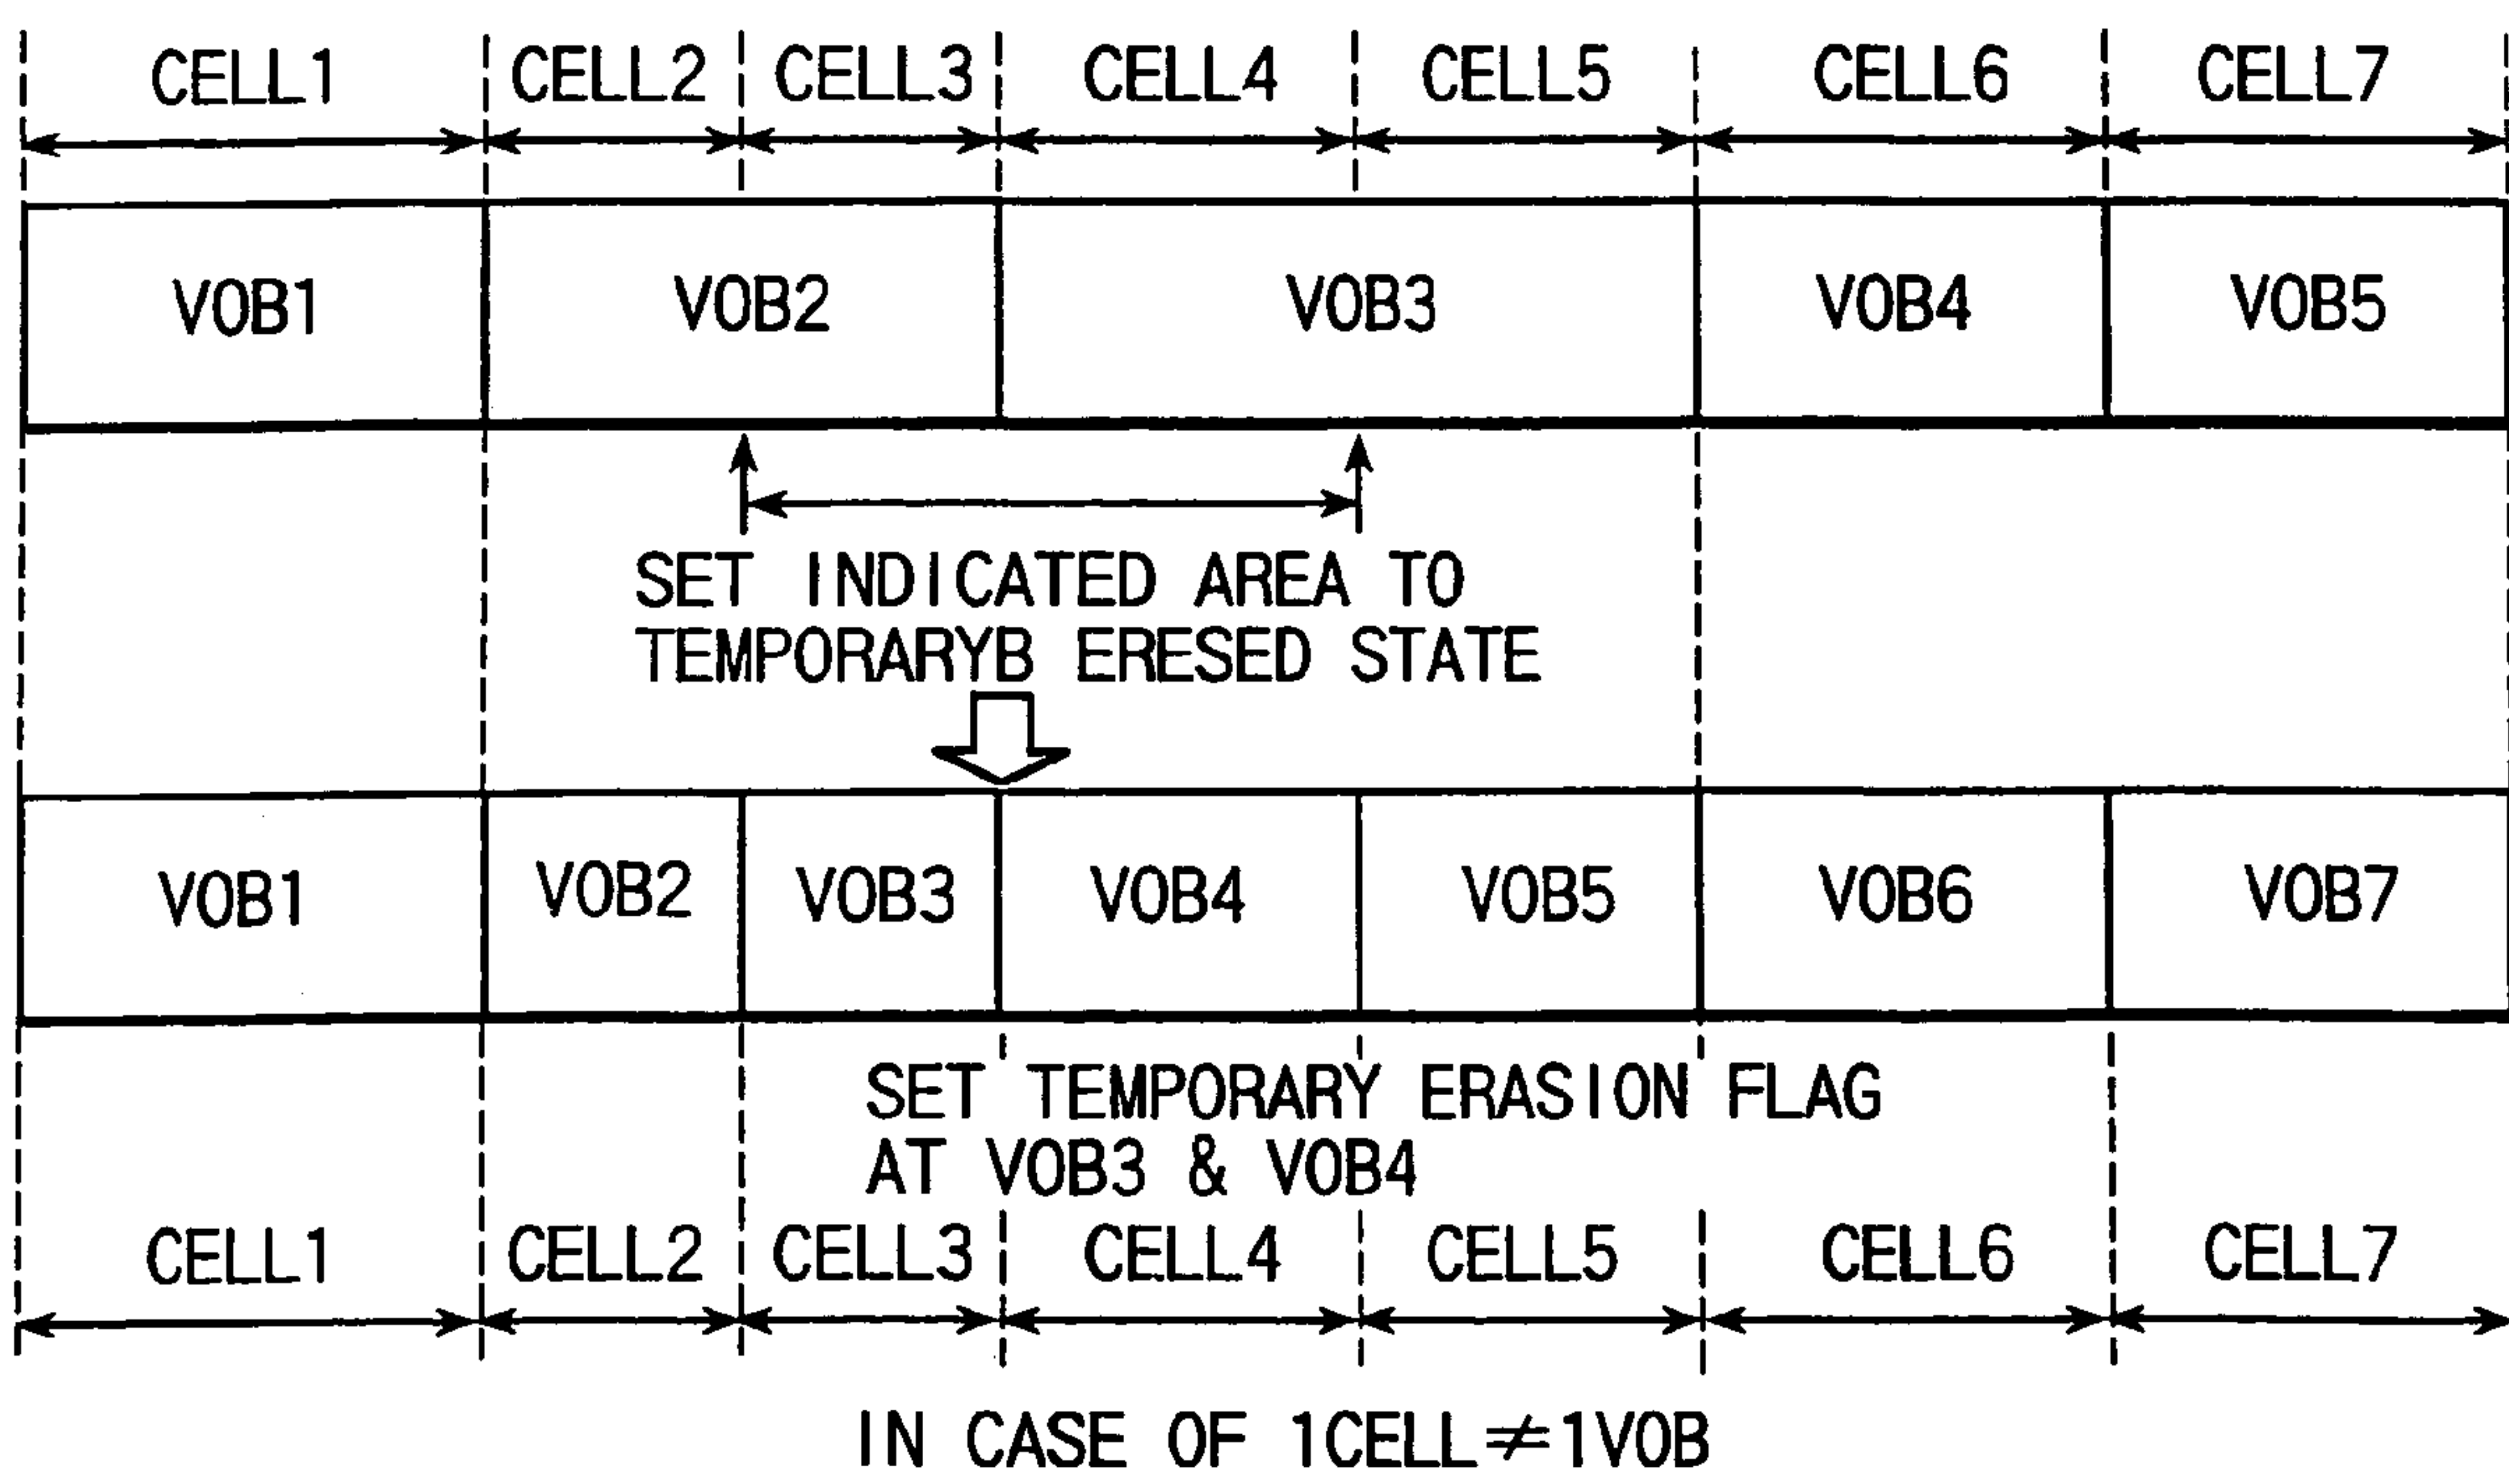 CELL1 CELL2 CELL3 CELL4 CELL5 CELL6 CELL7
VOB1 VOB2 VOB3 VOB4 VOB5
SET INDICATED AREA TO
TEMPORARYB ERESED STATE
VOB1 VOB2 VOB3 VOB4 VOB5 VOB6 VOB7
SET TEMPORARY ERASION FLAG
AT VOB3 & VOB4
CELL1 CELL2 CELL3 CELL4 CELL5 CELL6 CELL7
IN CASE OF 1CELL≠1VOB